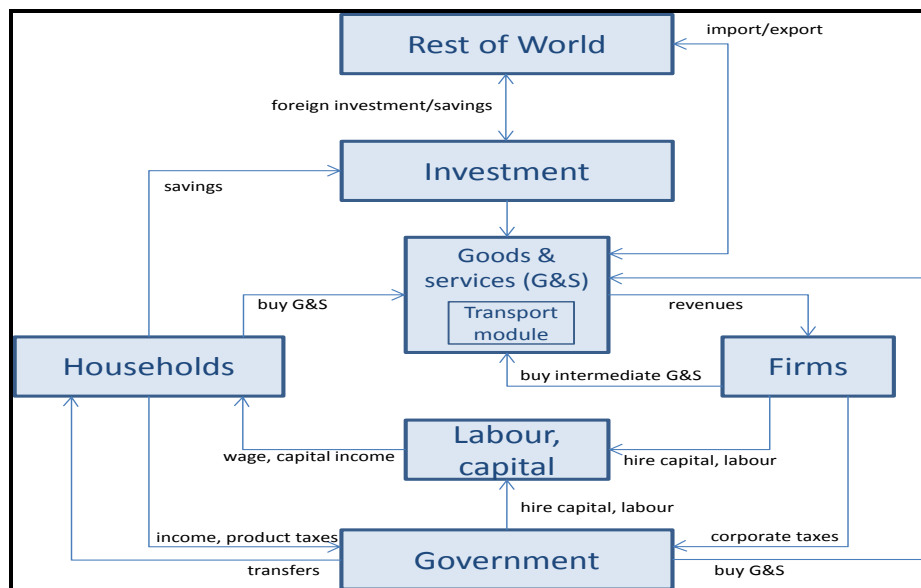 import/export
Rest of World
foreign investment/savings
Investment
savings
Goods &
services (G&S)
buy G&S
revenues
Transport
module
Households
Firms
buy intermediate G&S
Labour,
capital
wage, capital income
hire capital, labour
hire capital, labour
income, product taxes
corporate taxes
Government
transfers
buy G&S